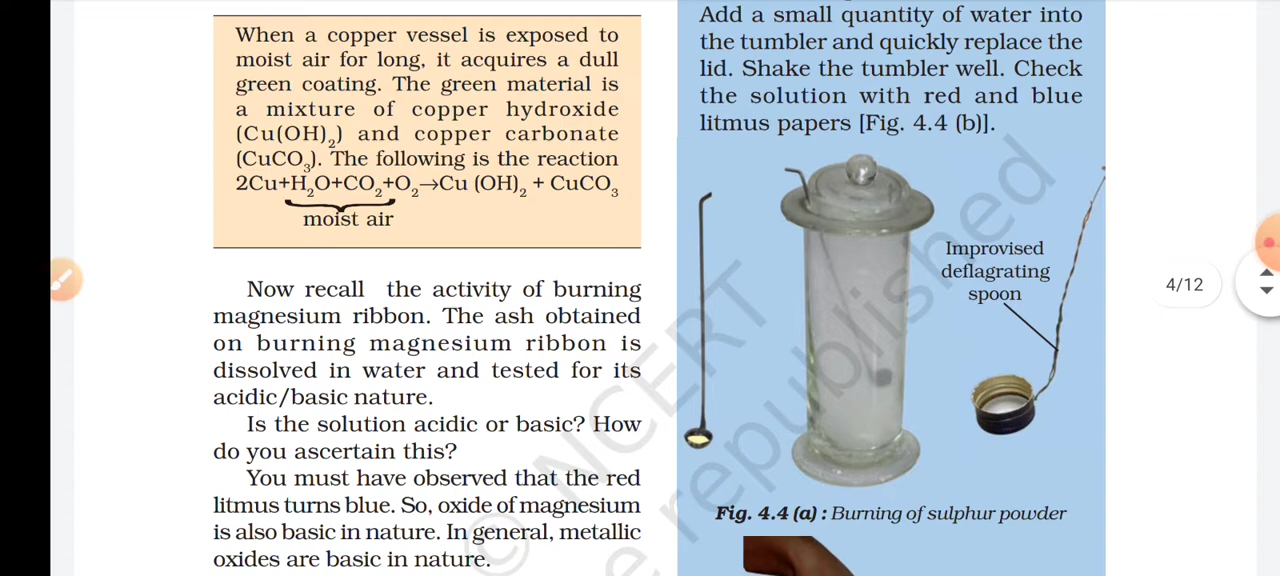 When a copper vessel is exposed to
moist air for long, it acquires a dull
green coating. The green material is
a mixture of copper hydroxide
(Cu(OH)₂) and copper carbonate
(CuCO₃). The following is the reaction
2Cu+H₂O+CO₂+O₂→Cu (OH)₂ + CuCO₃
moist air
Now recall the activity of burning
magnesium ribbon. The ash obtained
on burning magnesium ribbon is
dissolved in water and tested for its
acidic/basic nature.
Is the solution acidic or basic? How
do you ascertain this?
You must have observed that the red
litmus turns blue. So, oxide of magnesium
is also basic in nature. In general, metallic
oxides are basic in nature.
Add a small quantity of water into
the tumbler and quickly replace the
lid. Shake the tumbler well. Check
the solution with red and blue
litmus papers [Fig. 4.4 (b)].
Improvised
deflagrating
spoon
Fig. 4.4 (a) : Burning of sulphur powder
© NCERT
republished
4/12